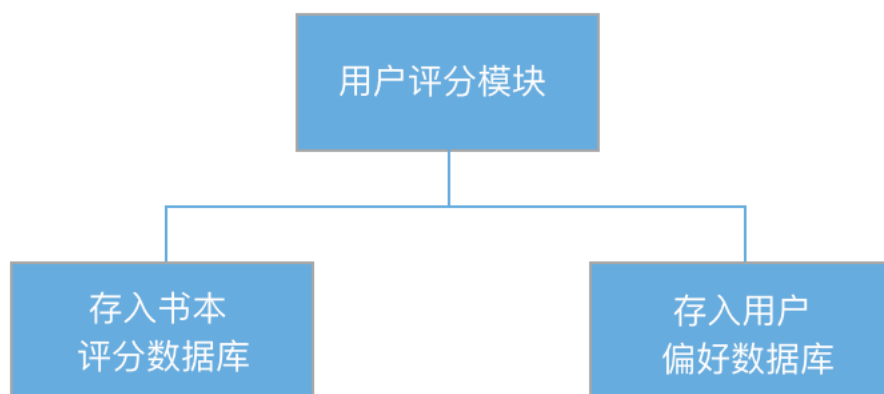 用户评分模块
存入书本
评分数据库
存入用户
偏好数据库